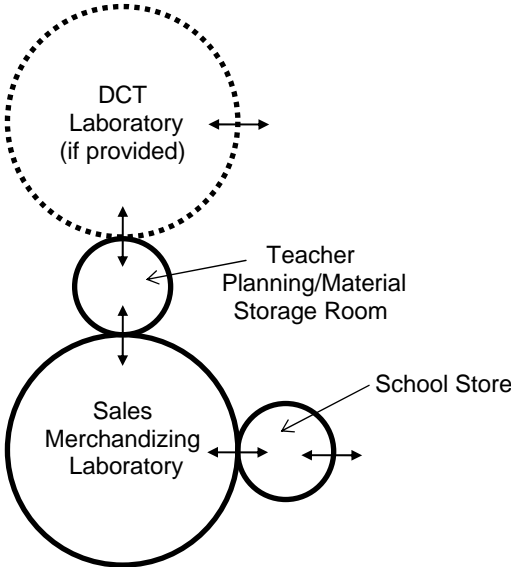 DCT
Laboratory
(if provided)
Teacher
Planning/Material
Storage Room
School Store
Sales
Merchandizing
Laboratory